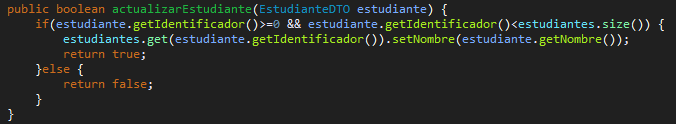 public boolean actualizarEstudiante(EstudianteDTO estudiante) {
    if(estudiante.getIdentificador()>=0 && estudiante.getIdentificador()<estudiantes.size()) {
        estudiantes.get(estudiante.getIdentificador()).setNombre(estudiante.getNombre());
        return true;
    }else {
        return false;
    }
}